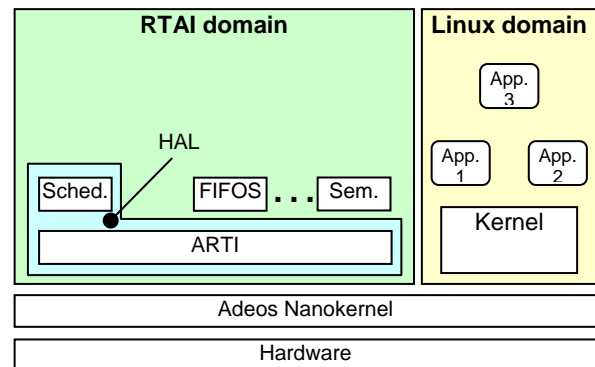 RTAI domain
Linux domain
App.
3
HAL
App.
1
App.
2
Sched.
FIFOS
. . .
Sem.
Kernel
ARTI
Adeos Nanokernel
Hardware